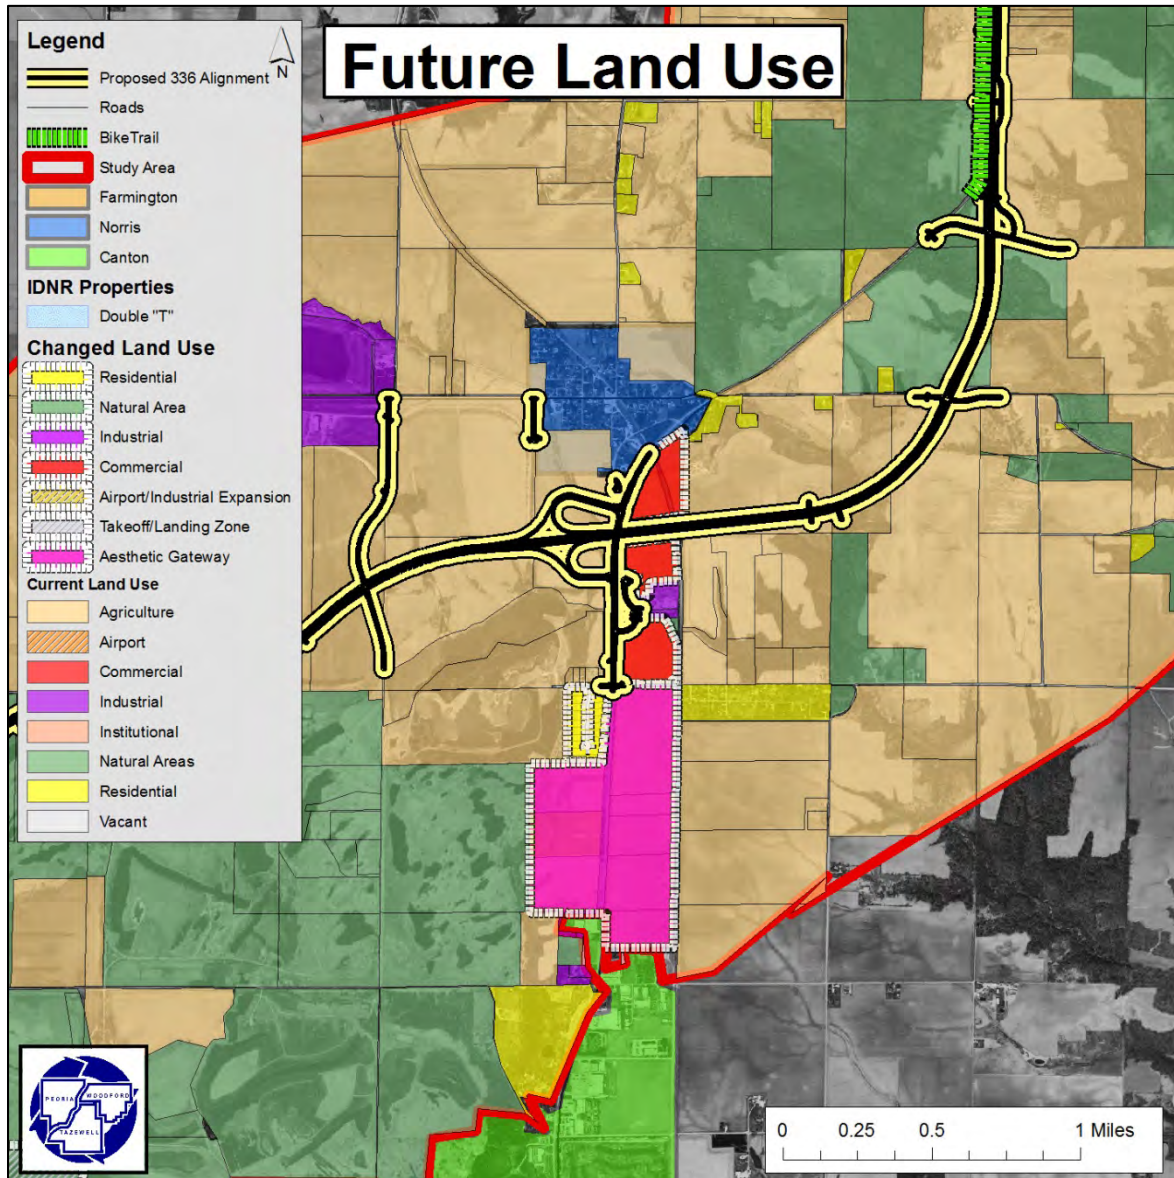 Future Land Use
Legend
N
Proposed 336 Alignment
Roads
BikeTrail
Study Area
Farmington
Norris
Canton
IDNR Properties
Double "T"
Changed Land Use
Residential
Natural Area
Industrial
Commercial
Airport/Industrial Expansion
Takeoff/Landing Zone
Aesthetic Gateway
Current Land Use
Agriculture
Airport
Commercial
Industrial
Institutional
Natural Areas
Residential
Vacant
PEORIA WOODFORD
TAZEWELL
0 0.25 0.5 1 Miles